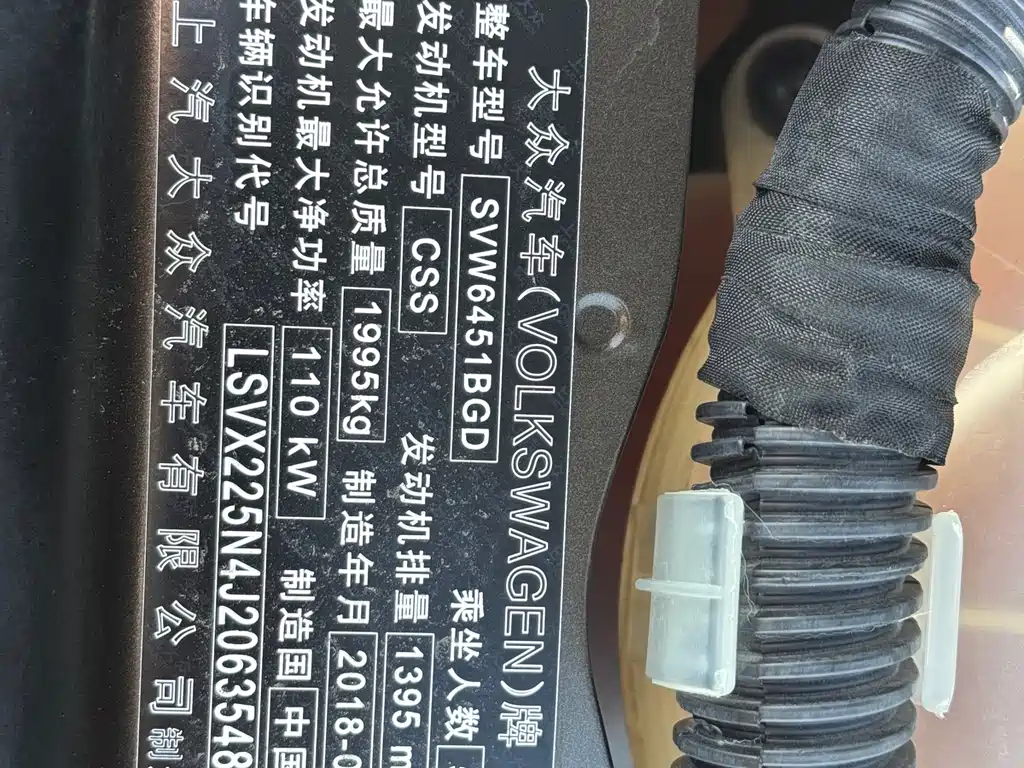 大众汽车(VOLKSWAGEN)牌
整车型号 SVW6451BGD 乘坐人数
发动机型号 CSS 发动机排量 1395 m
最大允许总质量 1995kg 制造年月 2018-0
发动机最大净功率 110 kW 制造国 中国
车辆识别代号 LSVX225N4J2063548
上汽大众汽车有限公司制